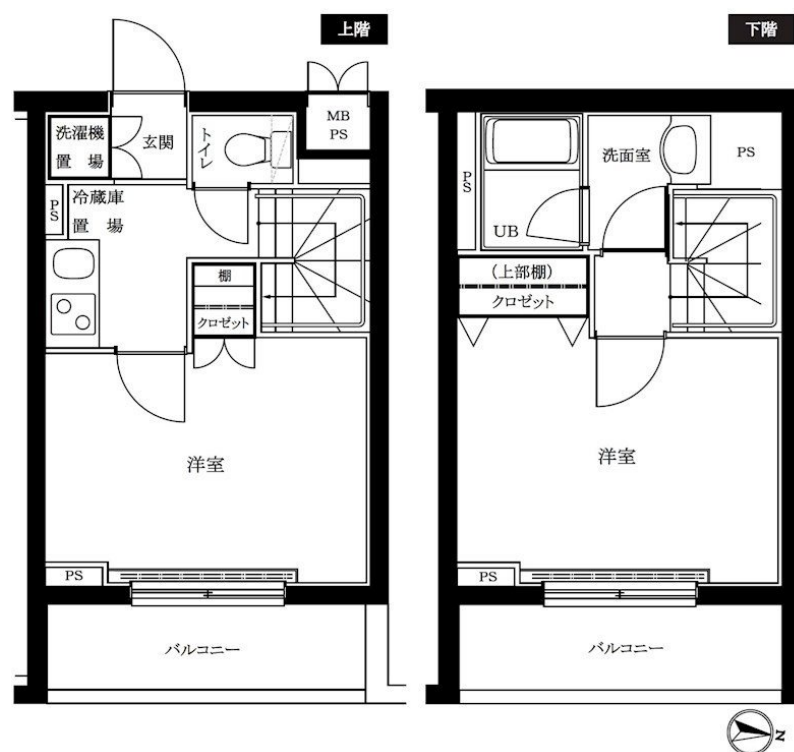 上階
洗濯機
置 場
玄関
トイレ
MB
PS
冷蔵庫
置 場
PS
棚
クロゼット
洋室
PS
バルコニー
下階
PS
UB
洗面室
PS
(上部棚)
クロゼット
洋室
PS
バルコニー
N